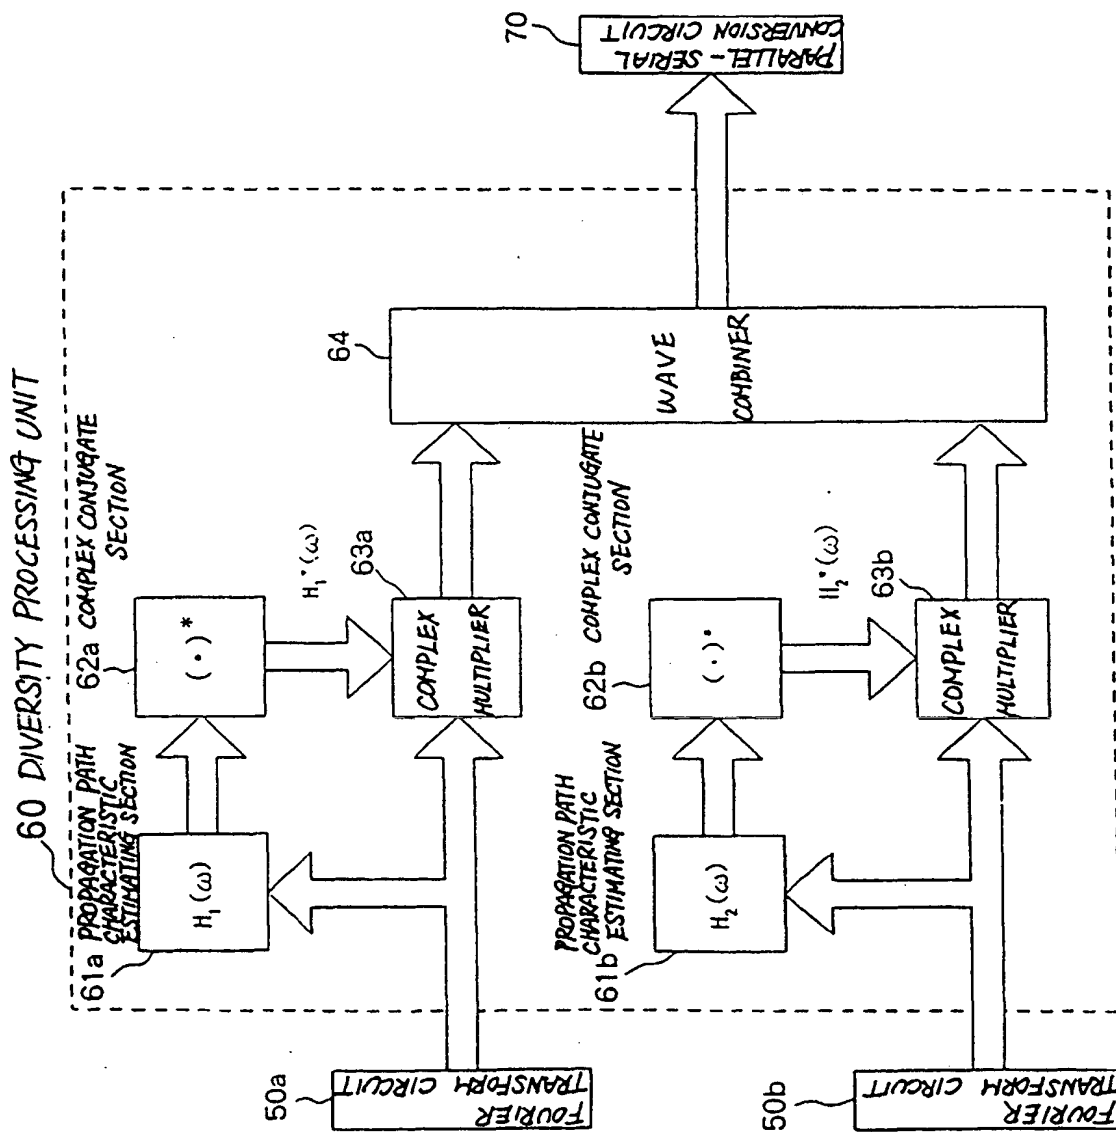 60 DIVERSITY PROCESSING UNIT
61a PROPAGATION PATH
CHARACTERISTIC
ESTIMATING SECTION
H₁(ω)
62a COMPLEX CONJUGATE
SECTION
(·)*
H₁*(ω)
63a
COMPLEX
MULTIPLIER
50a
FOURIER
TRANSFORM CIRCUIT
64
WAVE
COMBINER
70
PARALLEL-SERIAL
CONVERSION CIRCUIT
61b
PROPAGATION PATH
CHARACTERISTIC
ESTIMATING SECTION
H₂(ω)
62b COMPLEX CONJUGATE
SECTION
(·)*
H₂*(ω)
63b
COMPLEX
MULTIPLIER
50b
FOURIER
TRANSFORM CIRCUIT